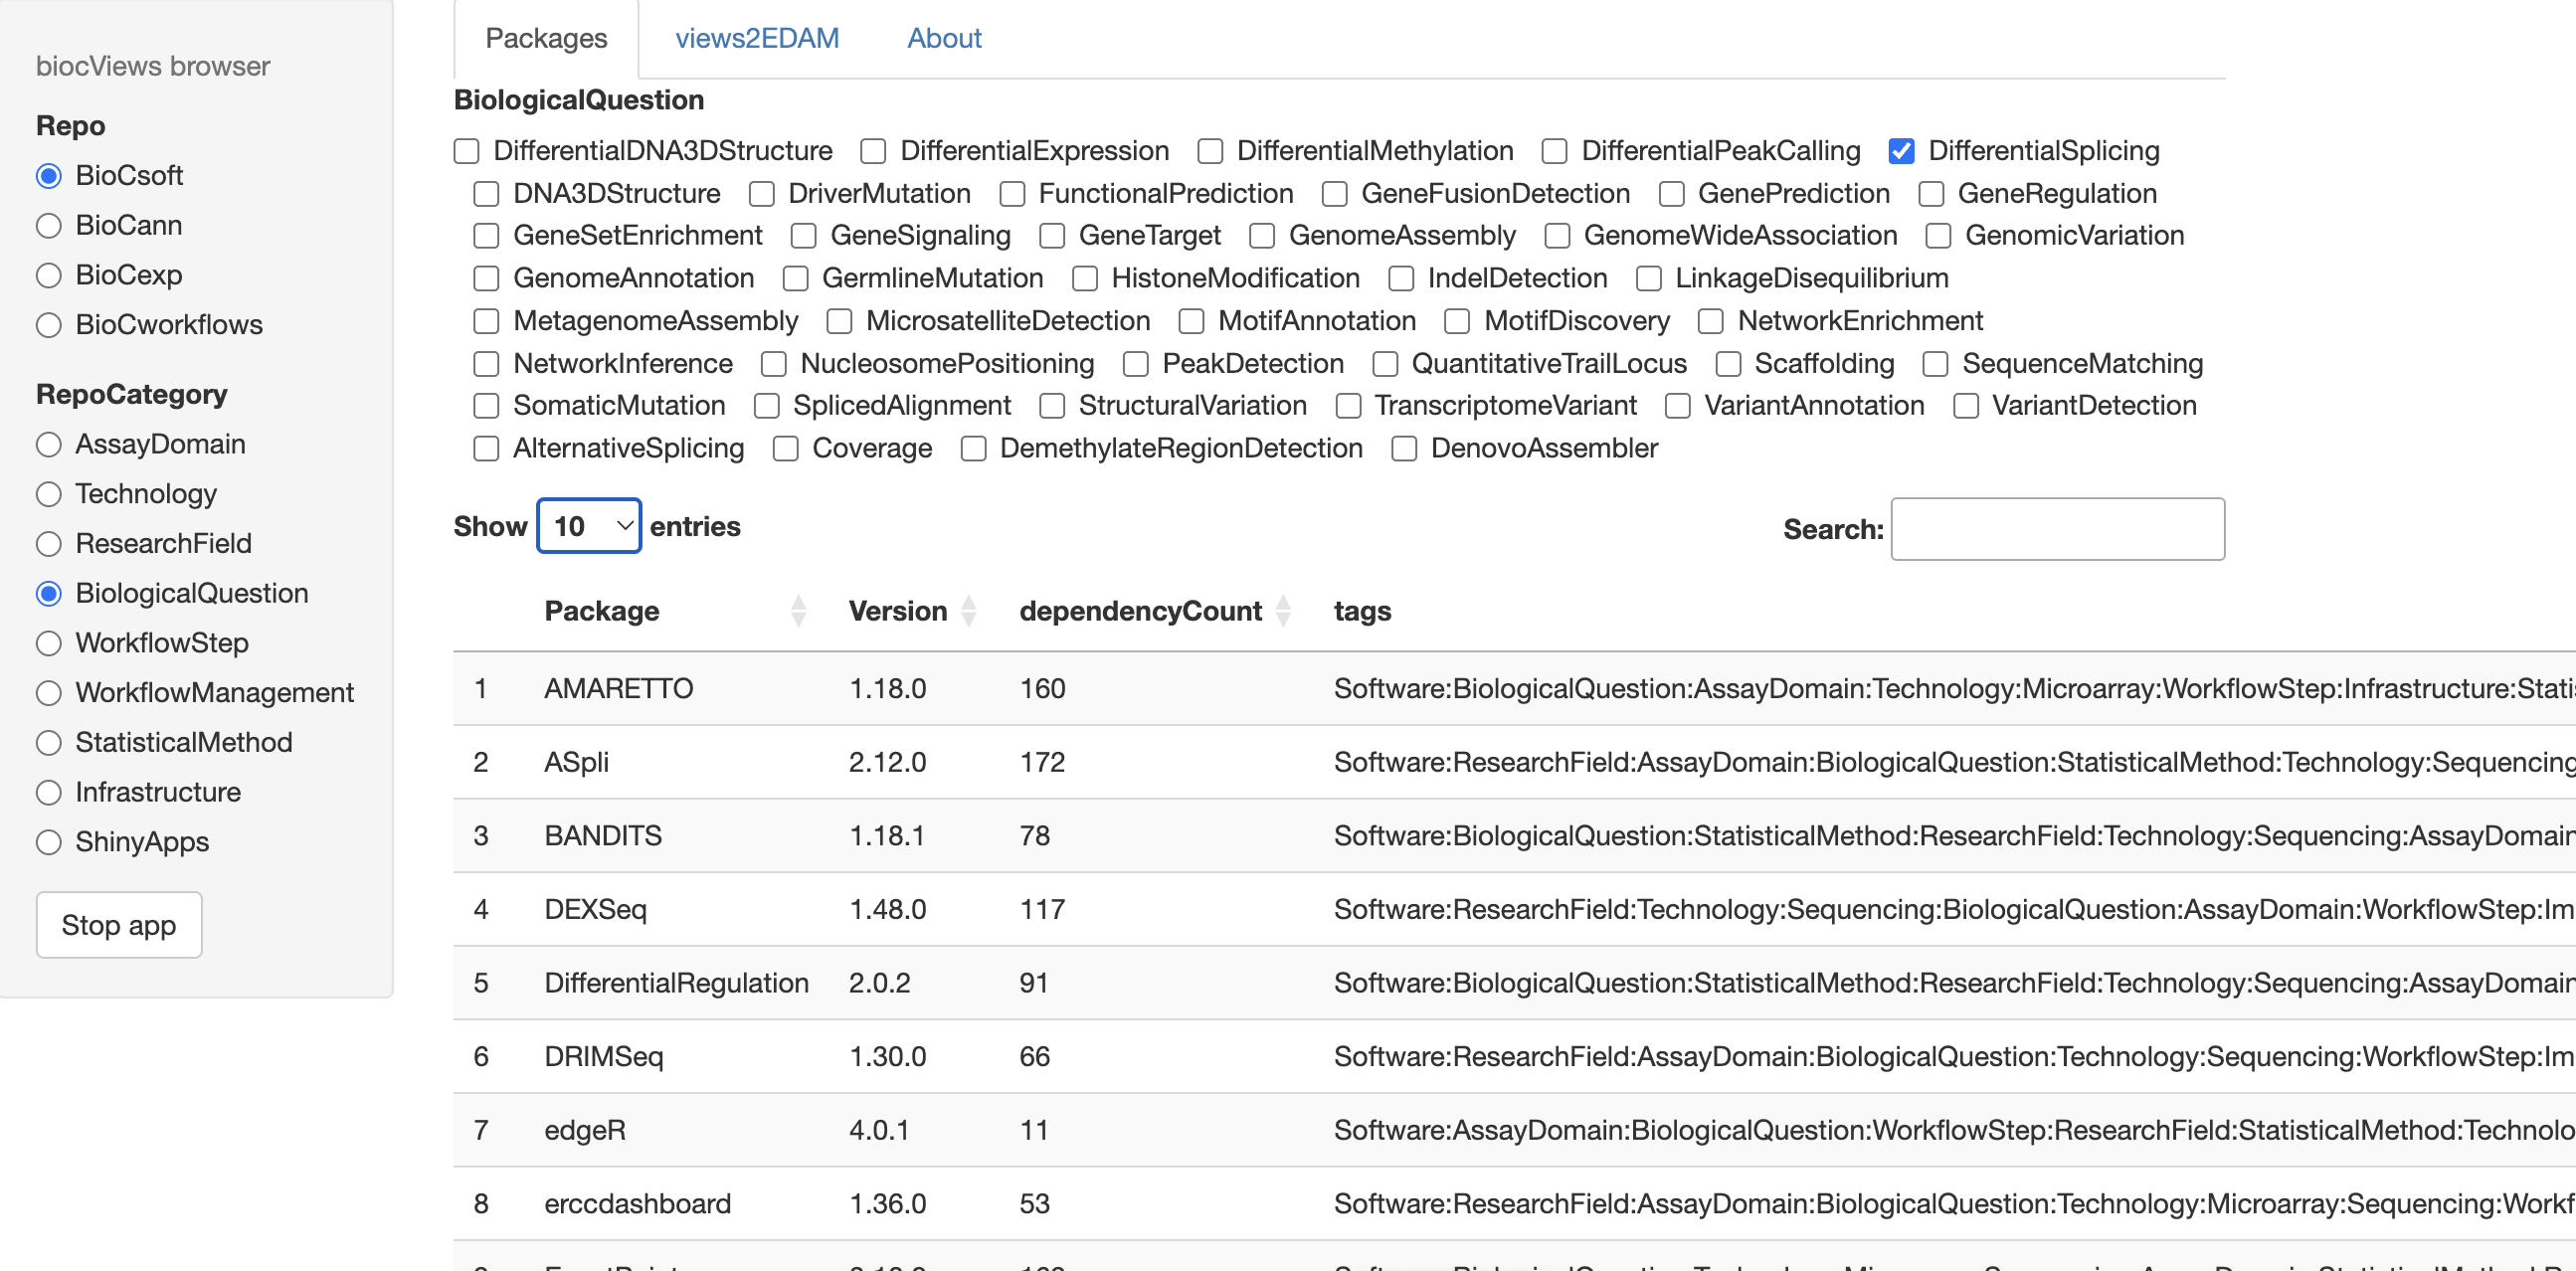 biocViews browser
Repo
BioCsoft
BioCann
BioCexp
BioCworkflows
RepoCategory
AssayDomain
Technology
ResearchField
BiologicalQuestion
WorkflowStep
WorkflowManagement
StatisticalMethod
Infrastructure
ShinyApps
Stop app
Packages views2EDAM About
BiologicalQuestion
DifferentialDNA3DStructure DifferentialExpression DifferentialMethylation DifferentialPeakCalling DifferentialSplicing
DNA3DStructure DriverMutation FunctionalPrediction GeneFusionDetection GenePrediction GeneRegulation
GeneSetEnrichment GeneSignaling GeneTarget GenomeAssembly GenomeWideAssociation GenomicVariation
GenomeAnnotation GermlineMutation HistoneModification IndelDetection LinkageDisequilibrium
MetagenomeAssembly MicrosatelliteDetection MotifAnnotation MotifDiscovery NetworkEnrichment
NetworkInference NucleosomePositioning PeakDetection QuantitativeTrailLocus Scaffolding SequenceMatching
SomaticMutation SplicedAlignment StructuralVariation TranscriptomeVariant VariantAnnotation VariantDetection
AlternativeSplicing Coverage DemethylateRegionDetection DenovoAssembler
Show 10 entries Search:
Package Version dependencyCount tags
1 AMARETTO 1.18.0 160 Software:BiologicalQuestion:AssayDomain:Technology:Microarray:WorkflowStep:Infrastructure:Stati
2 ASpli 2.12.0 172 Software:ResearchField:AssayDomain:BiologicalQuestion:StatisticalMethod:Technology:Sequencing
3 BANDITS 1.18.1 78 Software:BiologicalQuestion:StatisticalMethod:ResearchField:Technology:Sequencing:AssayDomain
4 DEXSeq 1.48.0 117 Software:ResearchField:Technology:Sequencing:BiologicalQuestion:AssayDomain:WorkflowStep:Im
5 DifferentialRegulation 2.0.2 91 Software:BiologicalQuestion:StatisticalMethod:ResearchField:Technology:Sequencing:AssayDomain
6 DRIMSeq 1.30.0 66 Software:ResearchField:AssayDomain:BiologicalQuestion:Technology:Sequencing:WorkflowStep:Im
7 edgeR 4.0.1 11 Software:AssayDomain:BiologicalQuestion:WorkflowStep:ResearchField:StatisticalMethod:Technolo
8 erccdashboard 1.36.0 53 Software:ResearchField:AssayDomain:BiologicalQuestion:Technology:Microarray:Sequencing:Workf